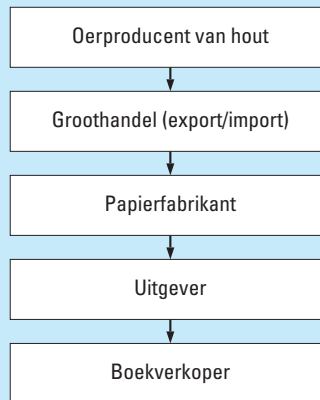 Oerproducent van hout
Groothandel (export/import)
Papierfabrikant
Uitgever
Boekverkoper